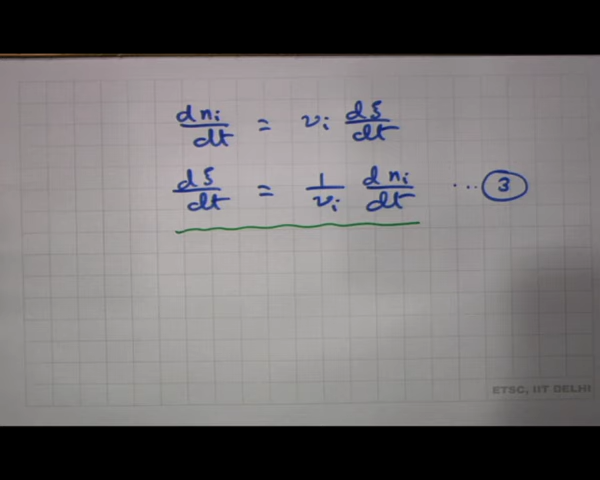 dnᵢ/dt = νᵢ dξ/dt
dξ/dt = 1/νᵢ dnᵢ/dt ... ③
ETSC, IIT DELHI